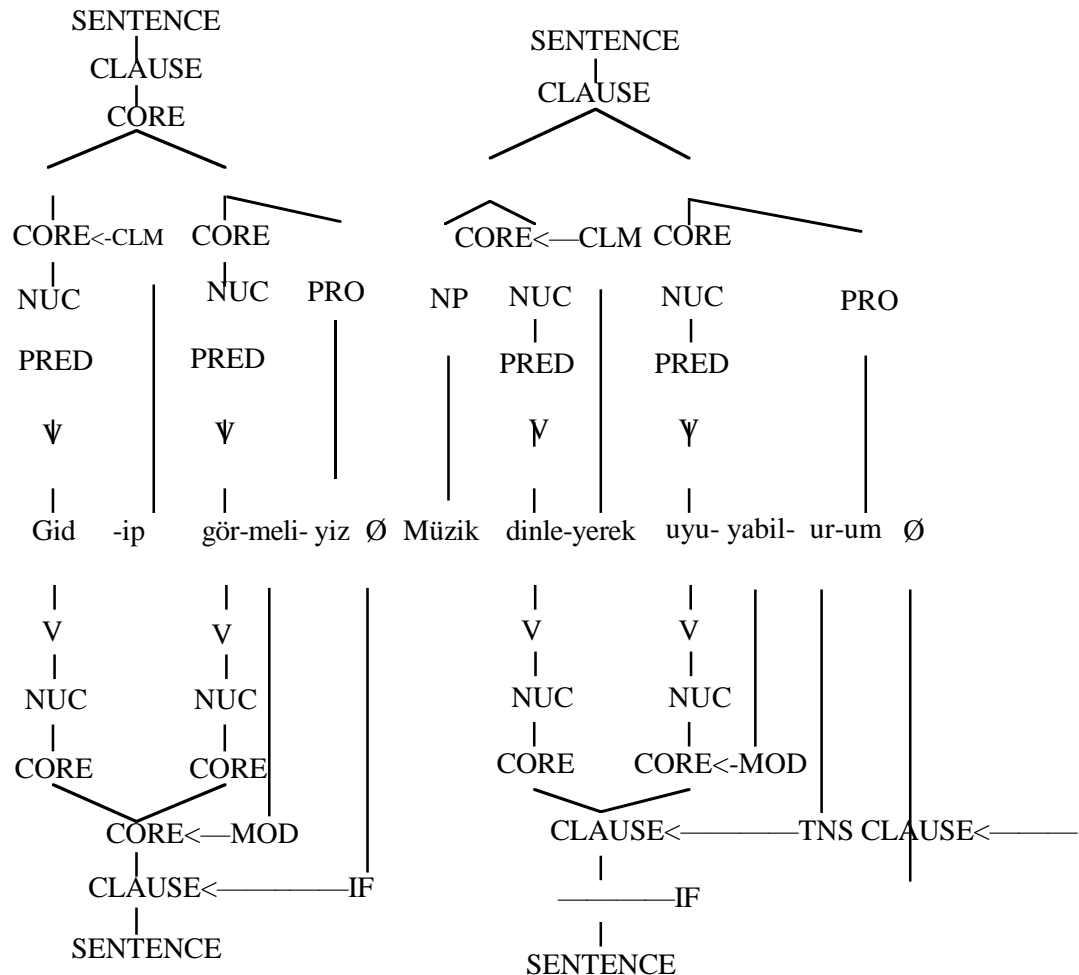 SENTENCE
CLAUSE
CORE
CORE<-CLM CORE
NUC NUC PRO
PRED PRED
V V
Gid -ip gör-meli- yiz Ø
V V
NUC NUC
CORE CORE
CORE<—MOD
CLAUSE<—————IF
SENTENCE
SENTENCE
CLAUSE
CORE<—CLM CORE
NP NUC NUC PRO
PRED PRED
V V
Müzik dinle-yerek uyu- yabil- ur-um Ø
V V
NUC NUC
CORE CORE<-MOD
CLAUSE<————TNS CLAUSE<———
————IF
SENTENCE